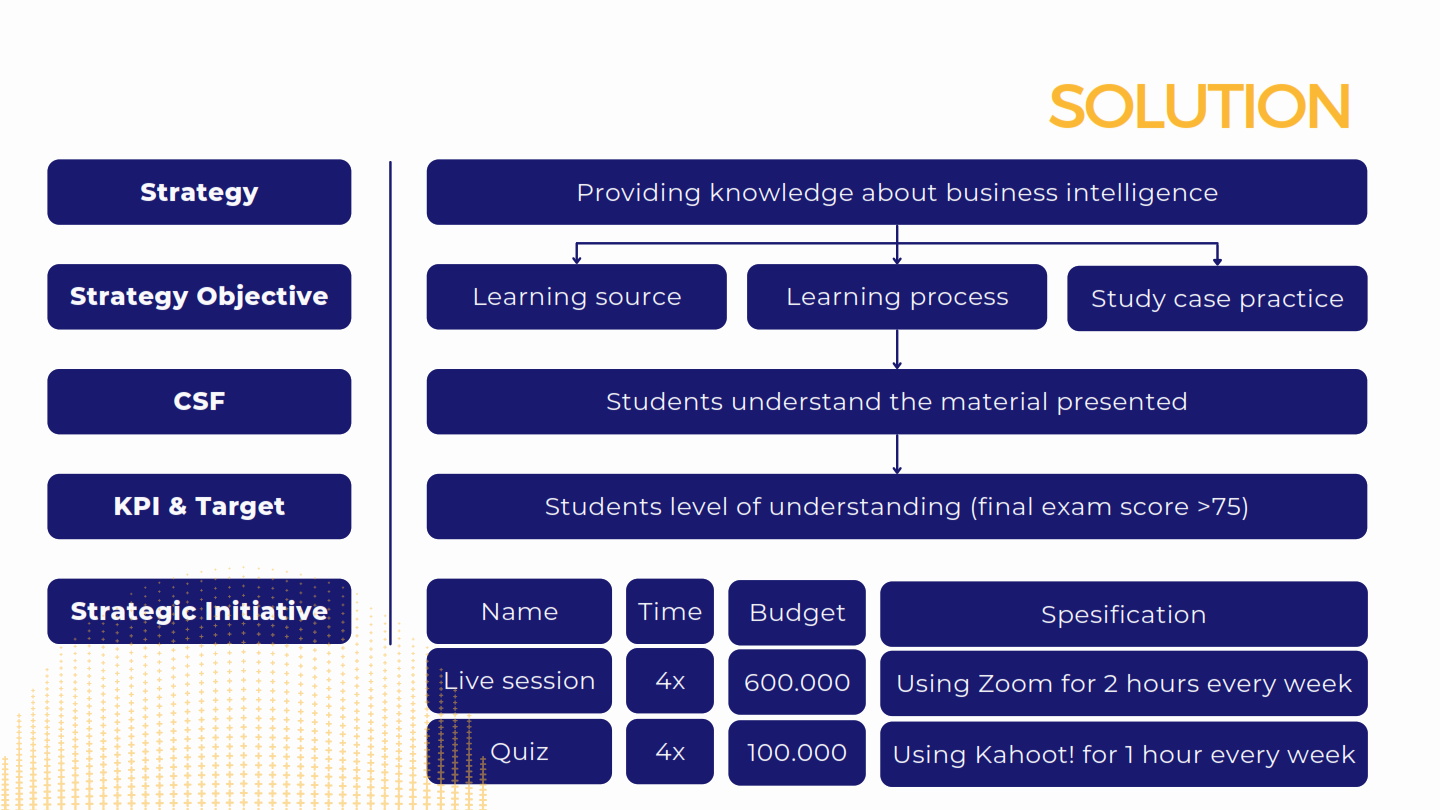 SOLUTION
Strategy
Providing knowledge about business intelligence
Strategy Objective
Learning source
Learning process
Study case practice
CSF
Students understand the material presented
KPI & Target
Students level of understanding (final exam score >75)
Strategic Initiative
Name
Time
Budget
Spesification
Live session
4x
600.000
Using Zoom for 2 hours every week
Quiz
4x
100.000
Using Kahoot! for 1 hour every week